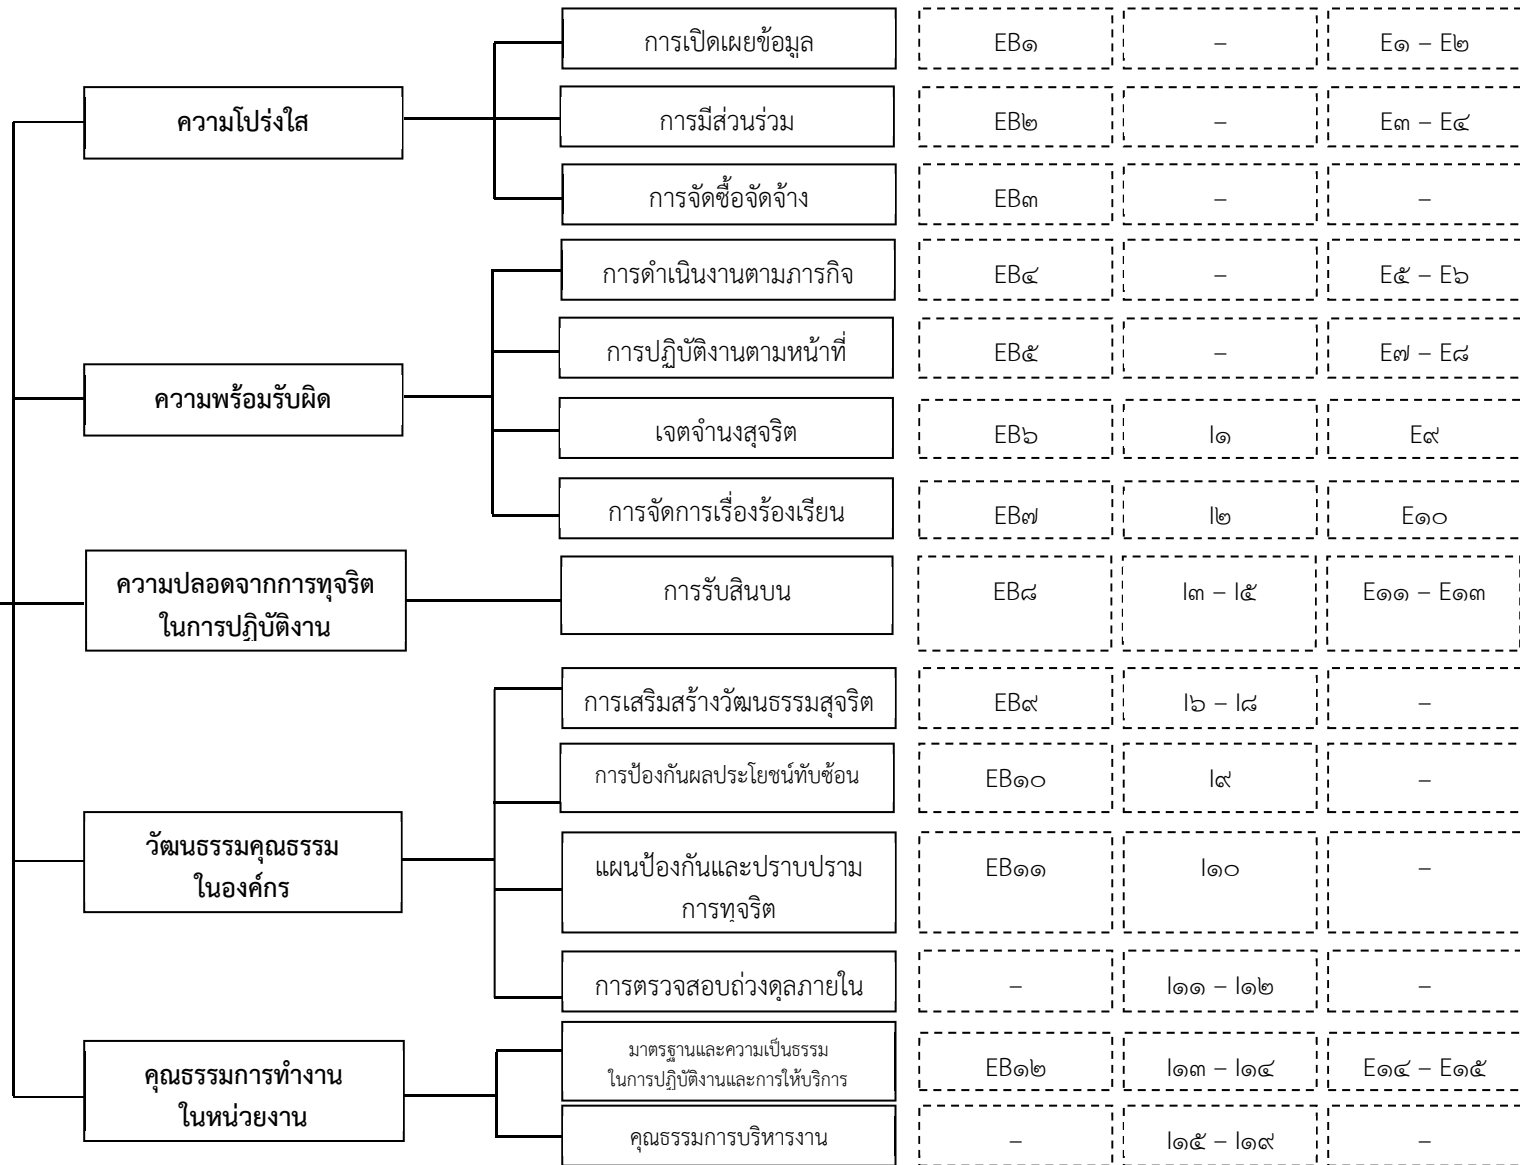 การเปิดเผยข้อมูล EB๑ – E๑ – E๒
ความโปร่งใส
การมีส่วนร่วม EB๒ – E๓ – E๔
การจัดซื้อจัดจ้าง EB๓ – –
การดำเนินงานตามภารกิจ EB๔ – E๕ – E๖
การปฏิบัติงานตามหน้าที่ EB๕ – E๗ – E๘
ความพร้อมรับผิด
เจตจำนงสุจริต EB๖ I๑ E๙
การจัดการเรื่องร้องเรียน EB๗ I๒ E๑๐
ความปลอดจากการทุจริต
ในการปฏิบัติงาน
การรับสินบน EB๘ I๓ – I๕ E๑๑ – E๑๓
การเสริมสร้างวัฒนธรรมสุจริต EB๙ I๖ – I๘ –
การป้องกันผลประโยชน์ทับซ้อน EB๑๐ I๙ –
วัฒนธรรมคุณธรรม
ในองค์กร
แผนป้องกันและปราบปราม EB๑๑ I๑๐ –
การทุจริต
การตรวจสอบถ่วงดุลภายใน – I๑๑ – I๑๒ –
คุณธรรมการทำงาน
ในหน่วยงาน
มาตรฐานและความเป็นธรรม
ในการปฏิบัติงานและการให้บริการ EB๑๒ I๑๓ – I๑๔ E๑๔ – E๑๕
คุณธรรมการบริหารงาน – I๑๕ – I๑๙ –